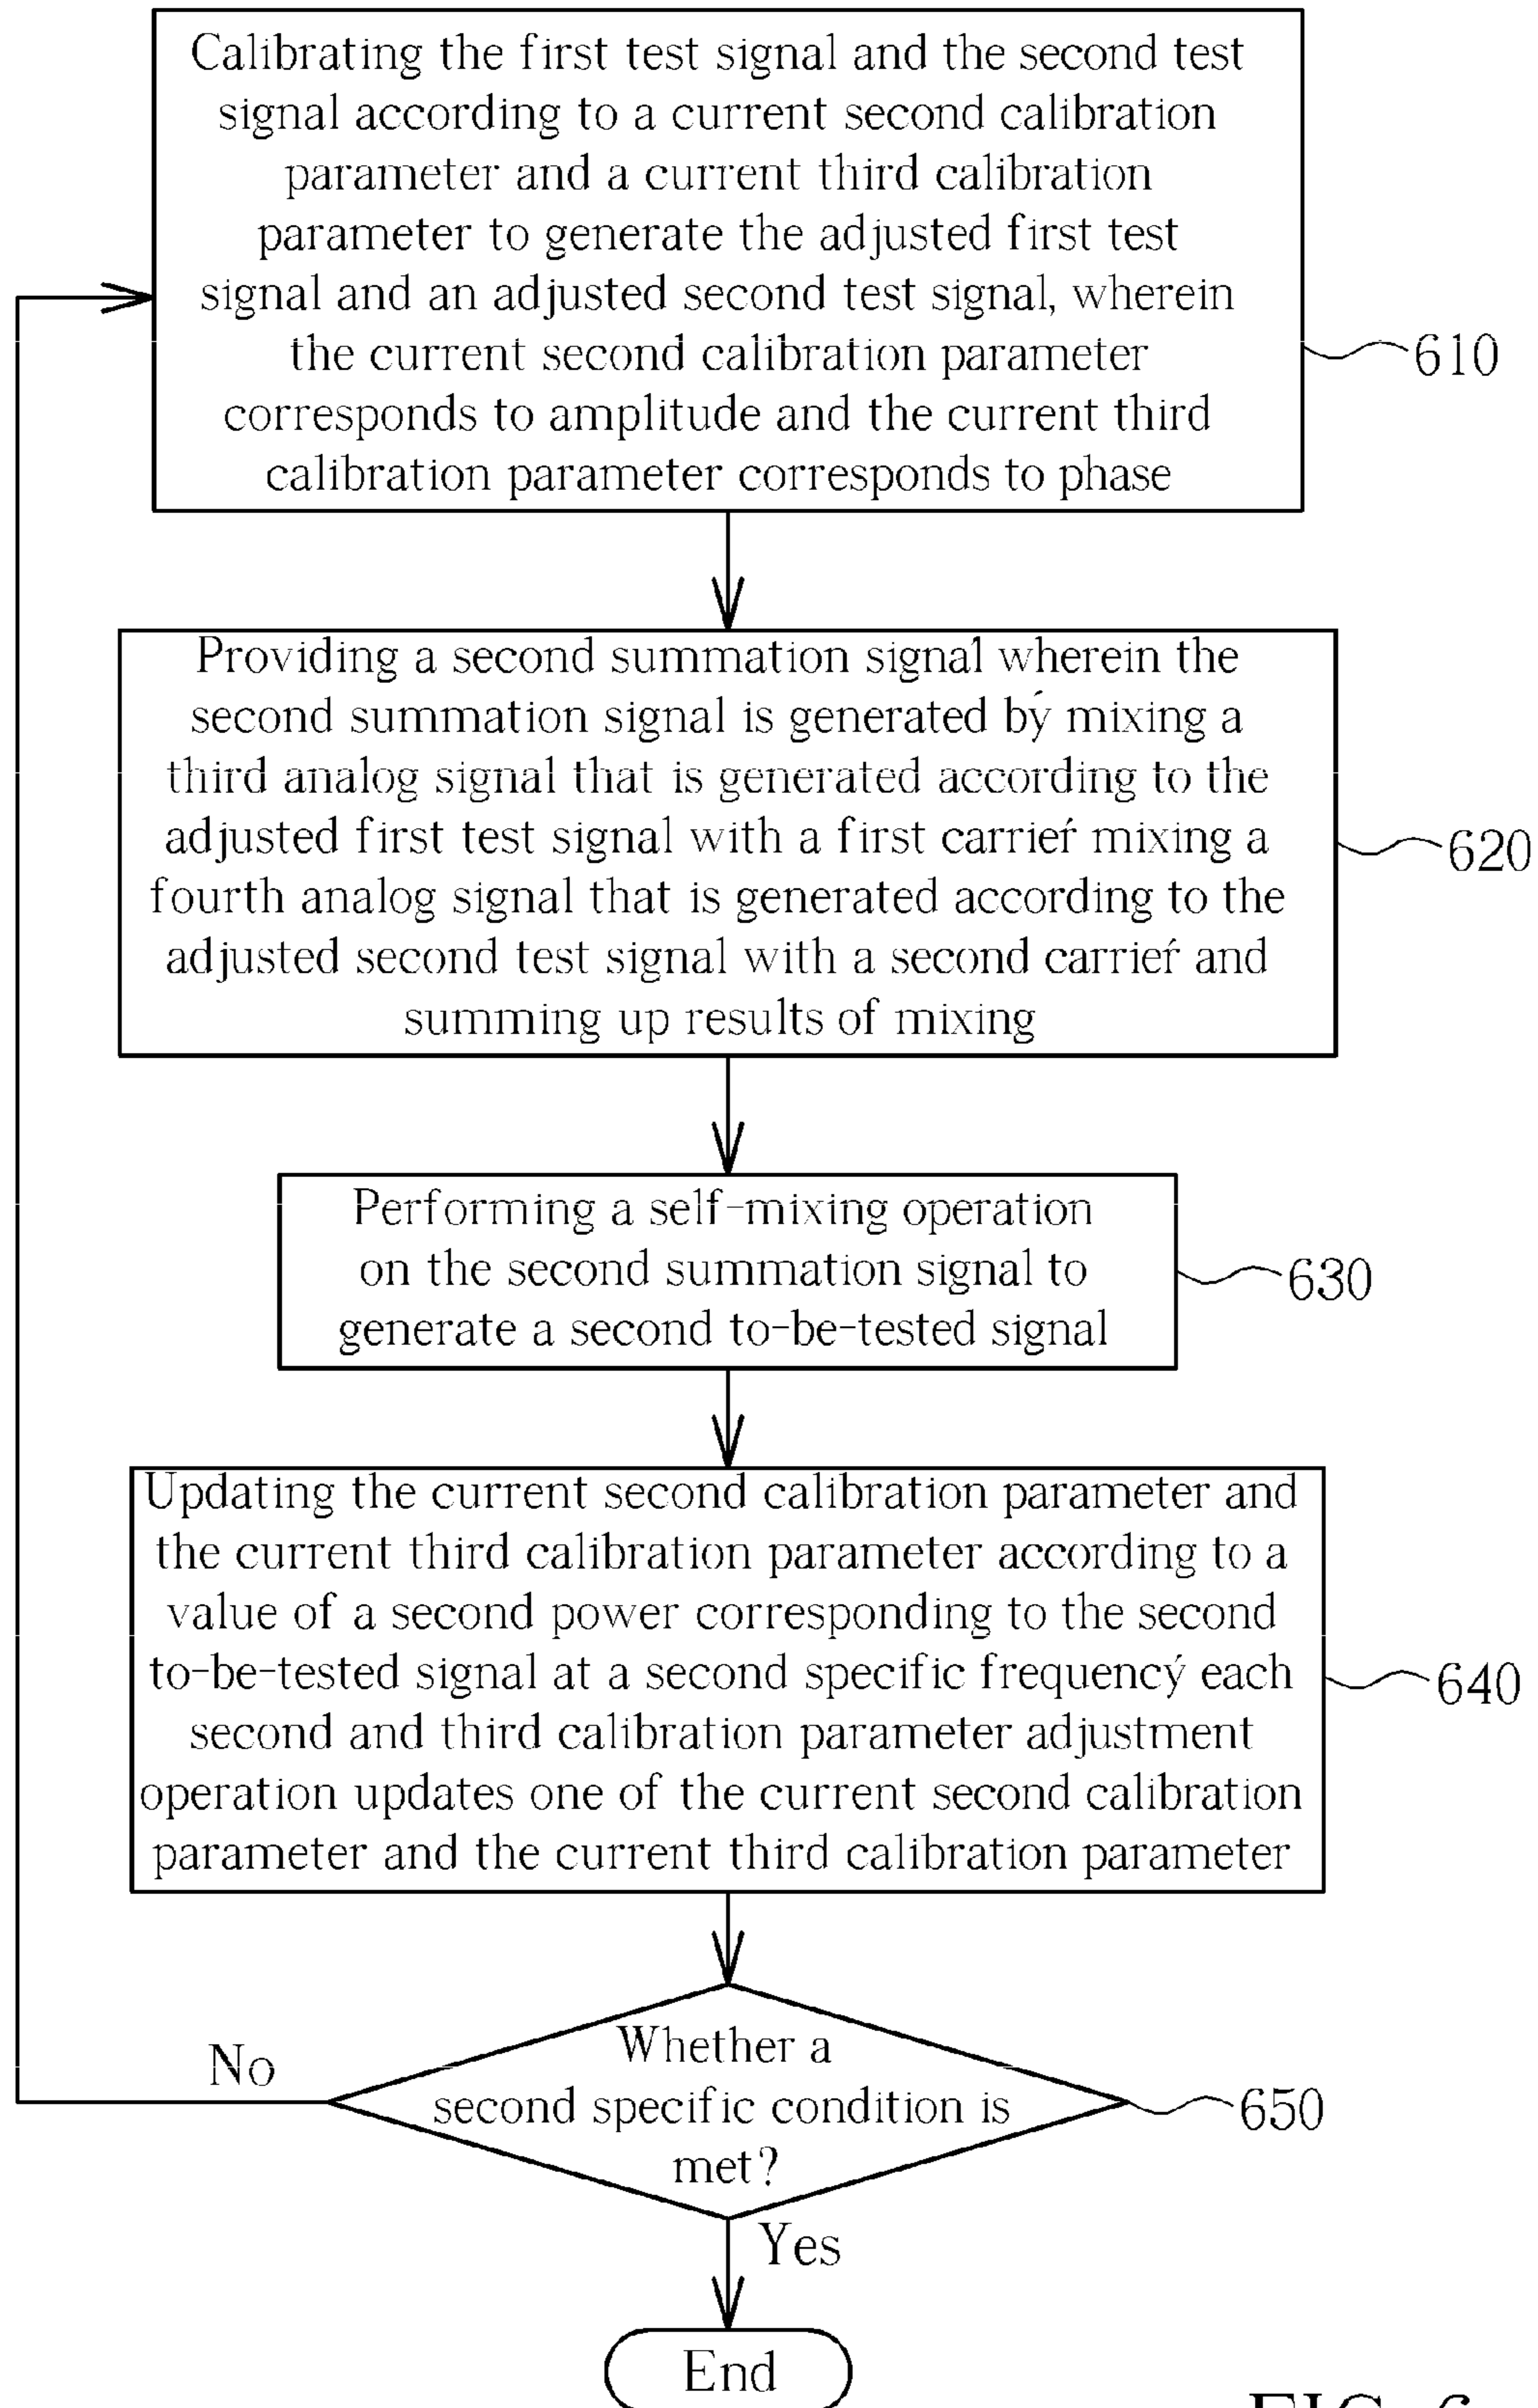 Calibrating the first test signal and the second test
signal according to a current second calibration
parameter and a current third calibration
parameter to generate the adjusted first test
signal and an adjusted second test signal, wherein
the current second calibration parameter
corresponds to amplitude and the current third
calibration parameter corresponds to phase
610
Providing a second summation signaĺ wherein the
second summation signal is generated bý mixing a
third analog signal that is generated according to the
adjusted first test signal with a first carrieŕ mixing a
fourth analog signal that is generated according to the
adjusted second test signal with a second carrieŕ and
summing up results of mixing
620
Performing a self-mixing operation
on the second summation signal to
generate a second to-be-tested signal
630
Updating the current second calibration parameter and
the current third calibration parameter according to a
value of a second power corresponding to the second
to-be-tested signal at a second specific frequencý each
second and third calibration parameter adjustment
operation updates one of the current second calibration
parameter and the current third calibration parameter
640
Whether a
second specific condition is
met?
650
No
Yes
End
FIG. 6